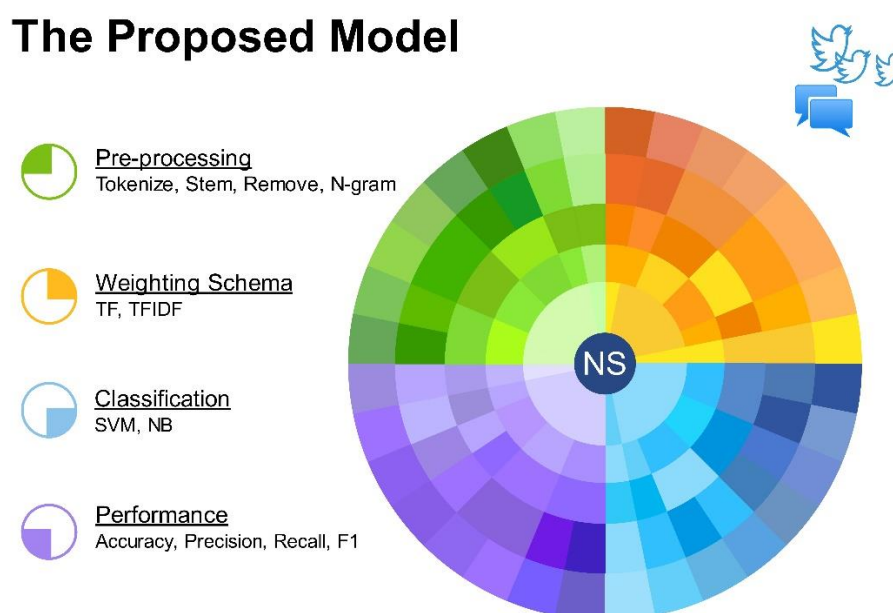 The Proposed Model
Pre-processing
Tokenize, Stem, Remove, N-gram
Weighting Schema
TF, TFIDF
Classification
SVM, NB
Performance
Accuracy, Precision, Recall, F1
NS